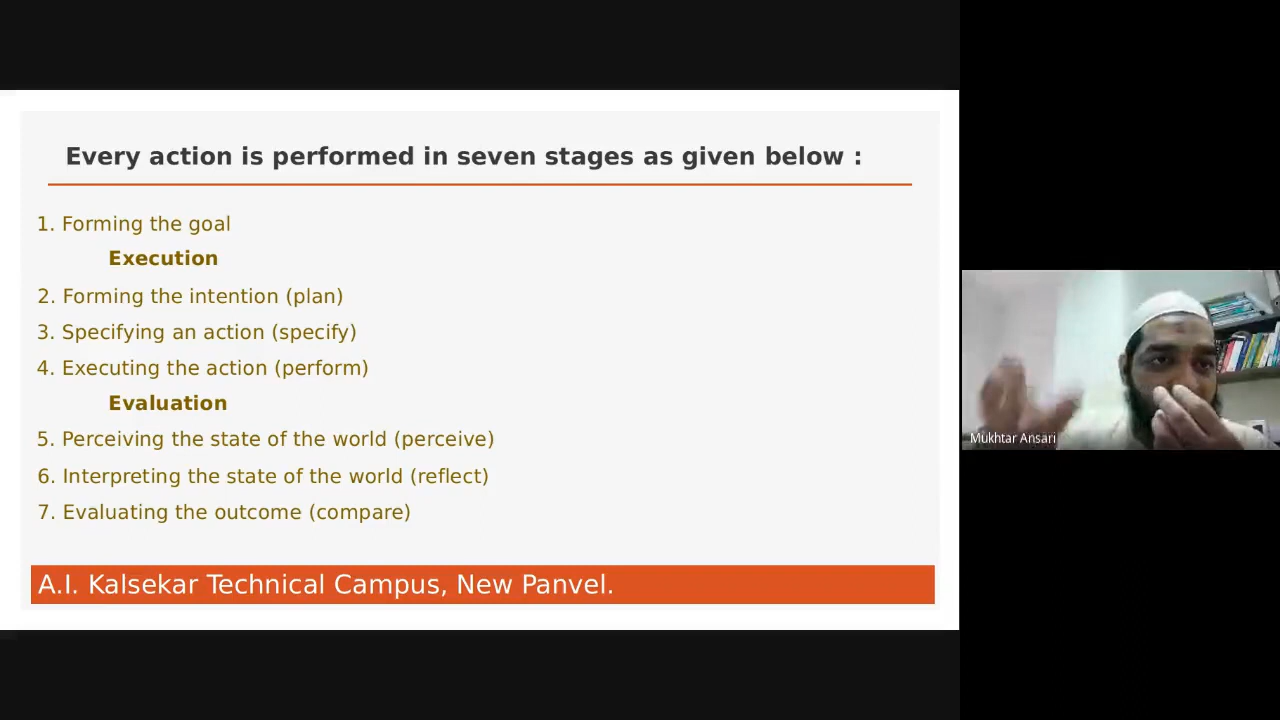 Every action is performed in seven stages as given below :
1. Forming the goal
Execution
2. Forming the intention (plan)
3. Specifying an action (specify)
4. Executing the action (perform)
Evaluation
5. Perceiving the state of the world (perceive)
6. Interpreting the state of the world (reflect)
7. Evaluating the outcome (compare)
A.I. Kalsekar Technical Campus, New Panvel.
Mukhtar Ansari